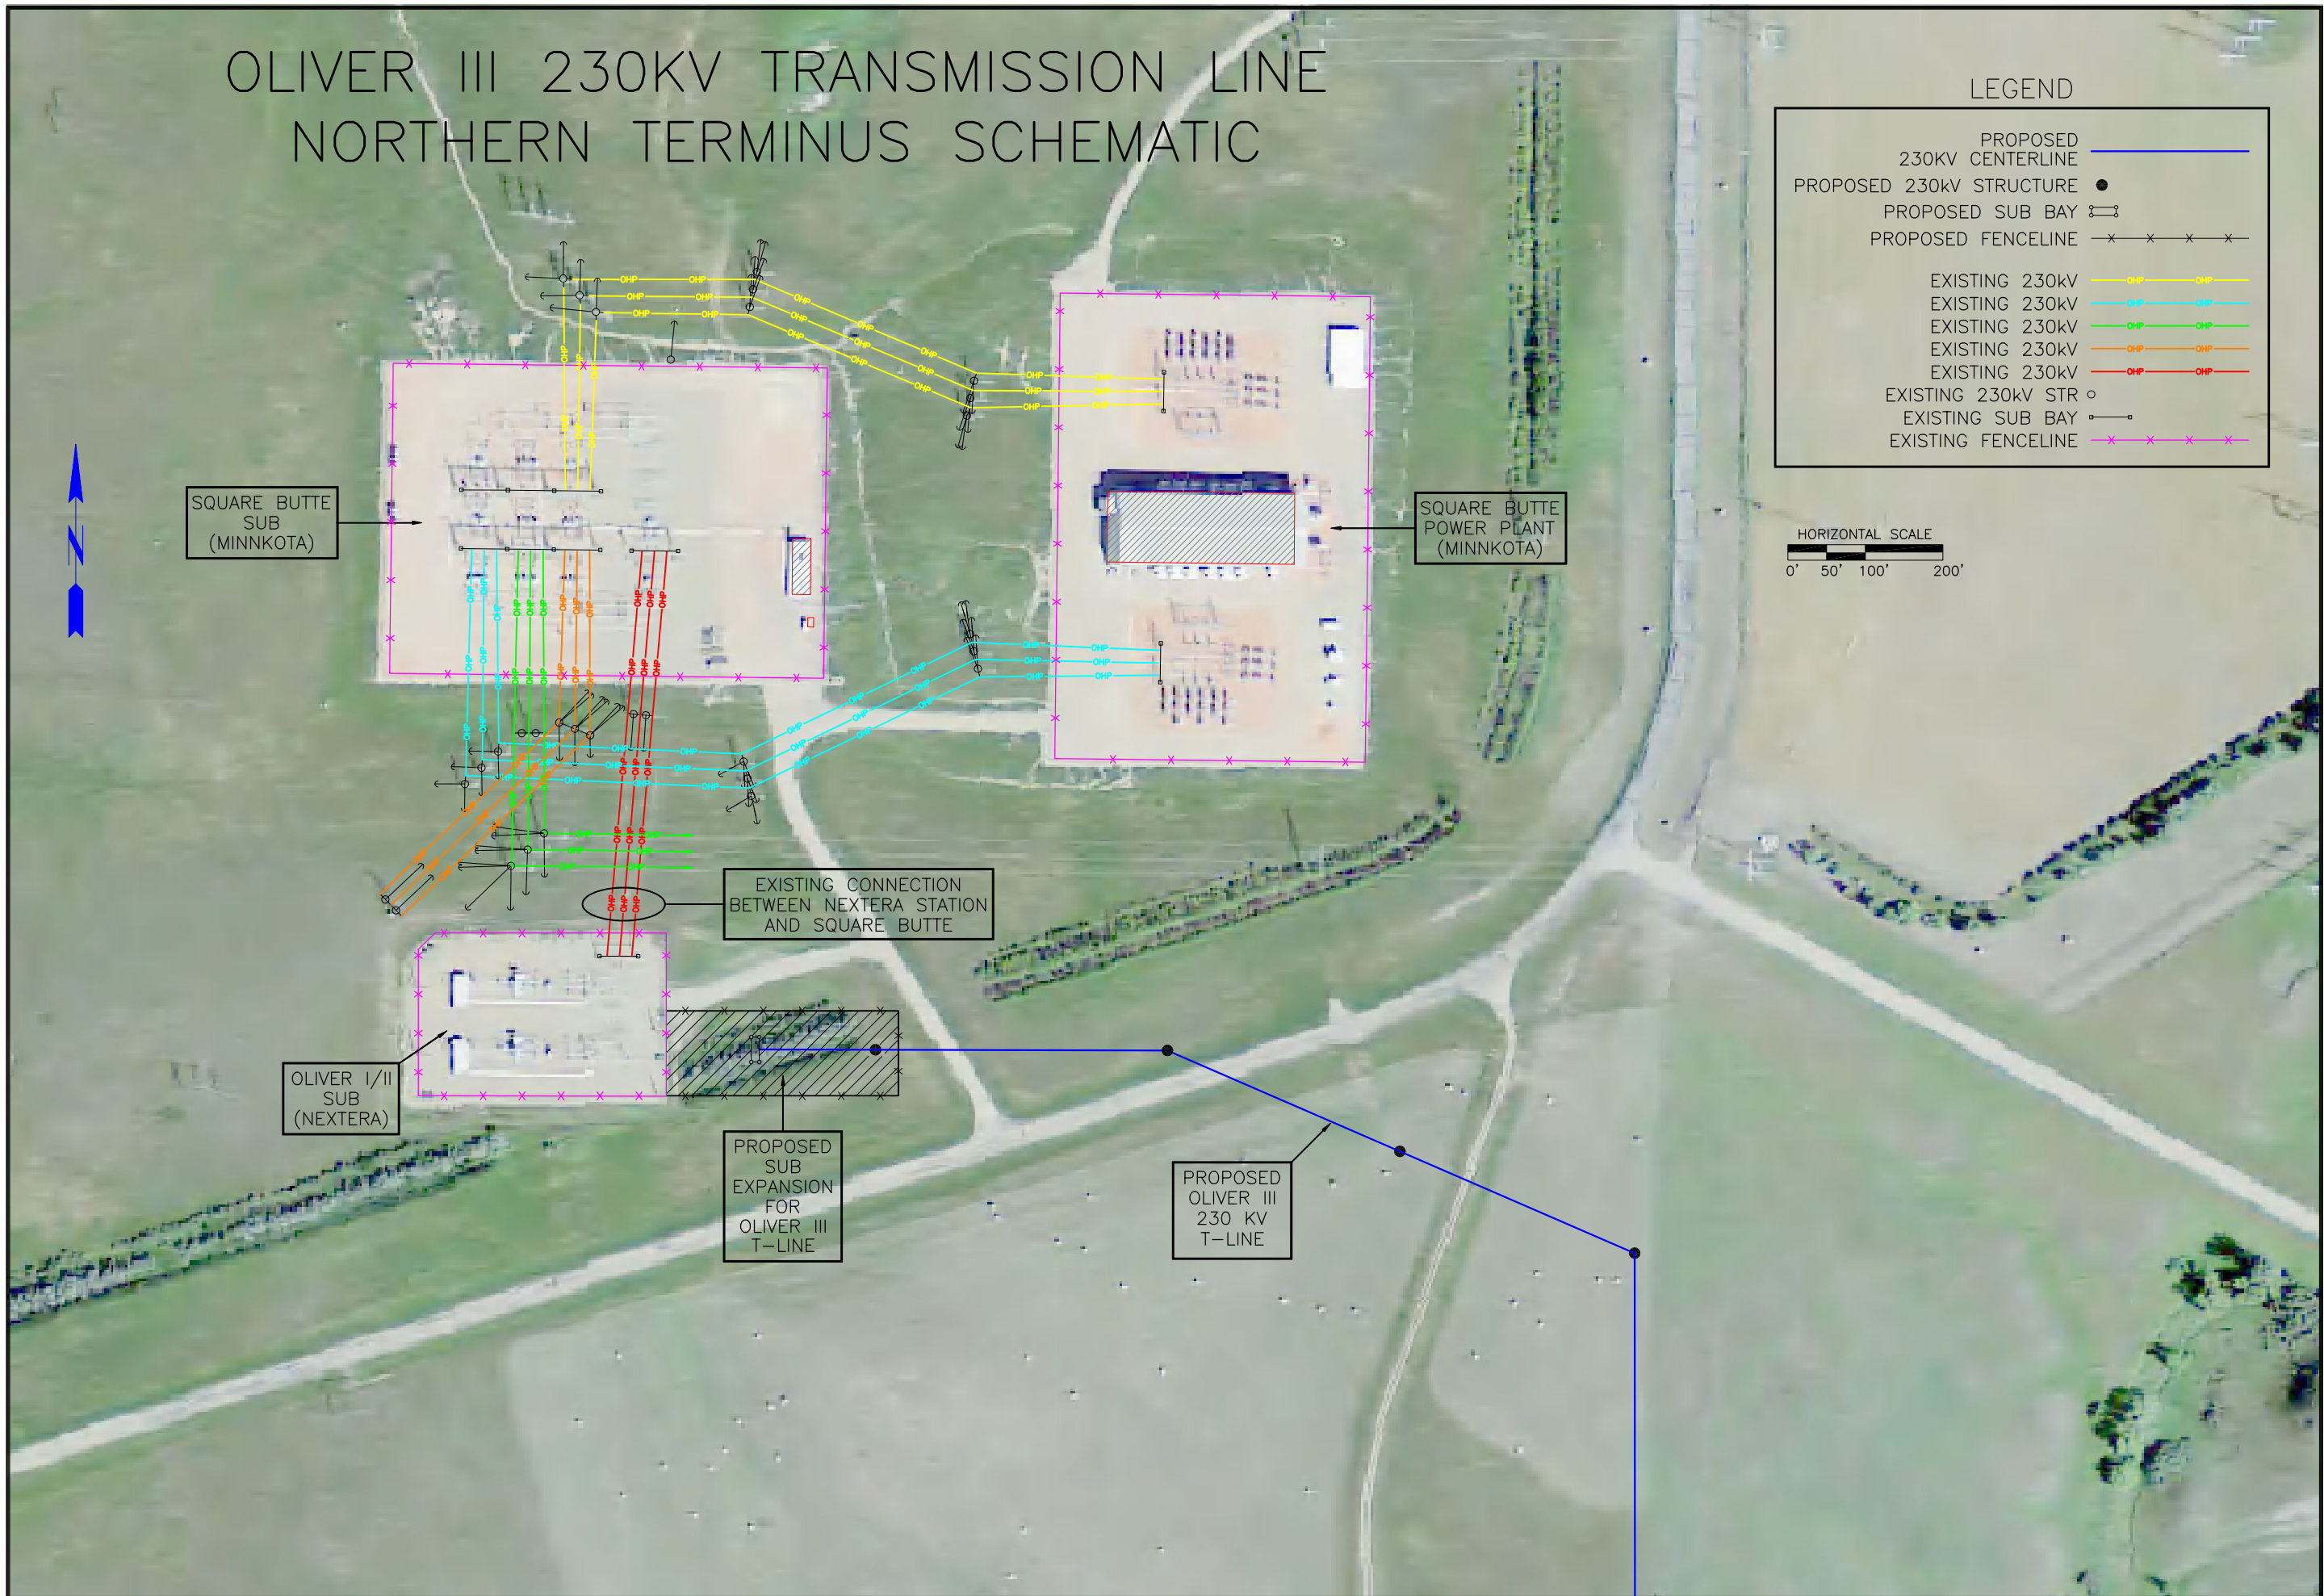 OLIVER III 230KV TRANSMISSION LINE
NORTHERN TERMINUS SCHEMATIC
LEGEND
PROPOSED
230KV CENTERLINE
PROPOSED 230kV STRUCTURE
PROPOSED SUB BAY
PROPOSED FENCELINE
EXISTING 230kV
EXISTING 230kV
EXISTING 230kV
EXISTING 230kV
EXISTING 230kV
EXISTING 230kV STR
EXISTING SUB BAY
EXISTING FENCELINE
HORIZONTAL SCALE
0' 50' 100' 200'
N
SQUARE BUTTE
SUB
(MINNKOTA)
SQUARE BUTTE
POWER PLANT
(MINNKOTA)
EXISTING CONNECTION
BETWEEN NEXTERA STATION
AND SQUARE BUTTE
OLIVER I/II
SUB
(NEXTERA)
PROPOSED
SUB
EXPANSION
FOR
OLIVER III
T-LINE
PROPOSED
OLIVER III
230 KV
T-LINE